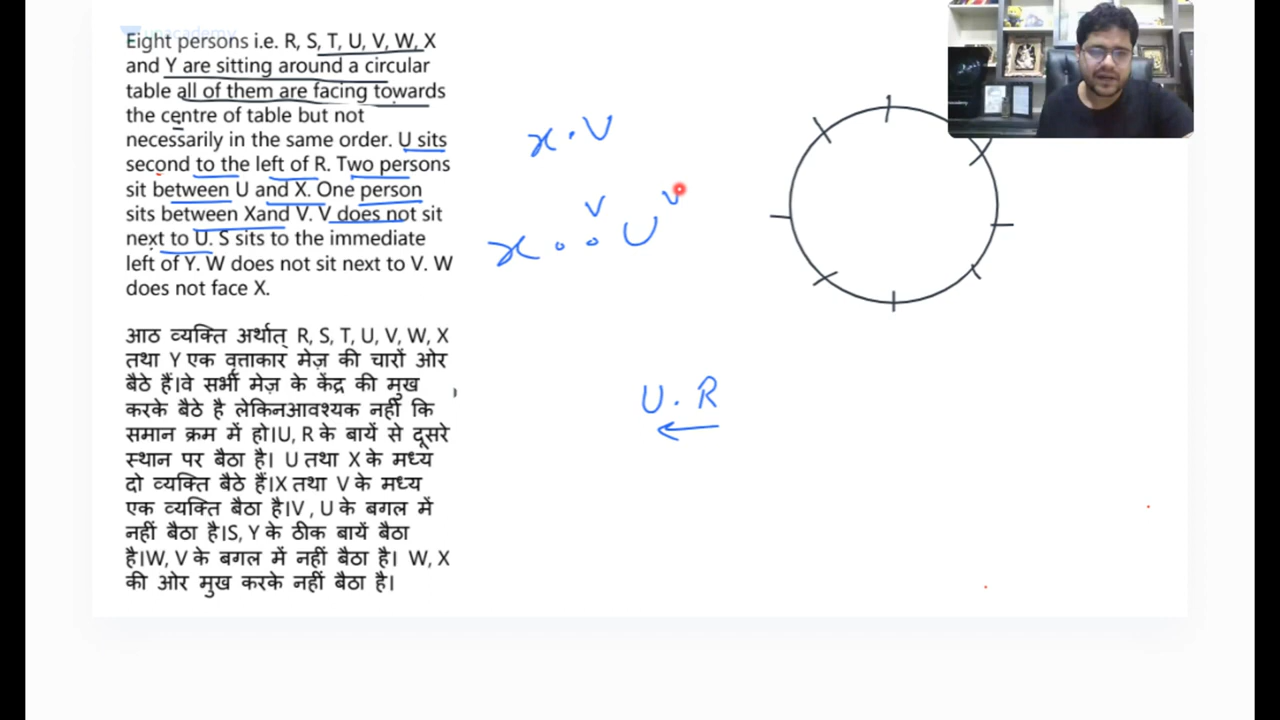 unacademy
Eight persons i.e. R, S, T, U, V, W, X
and Y are sitting around a circular
table all of them are facing towards
the centre of table but not
necessarily in the same order. U sits
second to the left of R. Two persons
sit between U and X. One person
sits between Xand V. V does not sit
next to U. S sits to the immediate
left of Y. W does not sit next to V. W
does not face X.
आठ व्यक्ति अर्थात् R, S, T, U, V, W, X
तथा Y एक वृत्ताकार मेज़ की चारों ओर
बैठे हैं।वे सभी मेज़ के केंद्र की मुख
करके बैठे है लेकिनआवश्यक नहीं कि
समान क्रम में हो।U, R के बायें से दूसरे
स्थान पर बैठा है। U तथा X के मध्य
दो व्यक्ति बैठे हैं।X तथा V के मध्य
एक व्यक्ति बैठा है।V , U के बगल में
नहीं बैठा है।S, Y के ठीक बायें बैठा
है।W, V के बगल में नहीं बैठा है। W, X
की ओर मुख करके नहीं बैठा है।
x . V
V V
x . . U
U . R